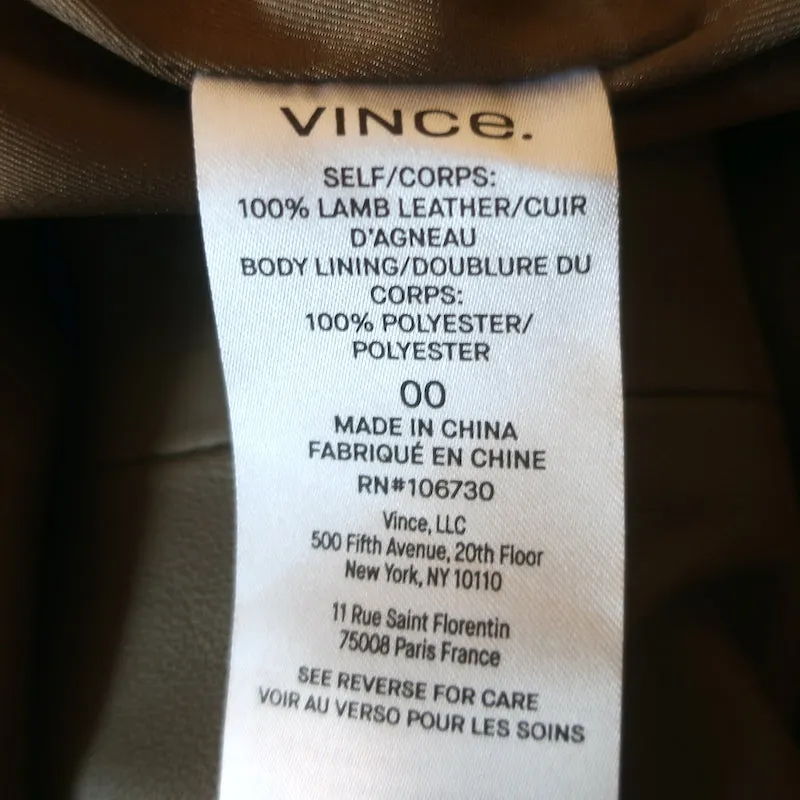 VINCe.
SELF/CORPS:
100% LAMB LEATHER/CUIR
D'AGNEAU
BODY LINING/DOUBLURE DU
CORPS:
100% POLYESTER/
POLYESTER
00
MADE IN CHINA
FABRIQUÉ EN CHINE
RN#106730
Vince, LLC
500 Fifth Avenue, 20th Floor
New York, NY 10110
11 Rue Saint Florentin
75008 Paris France
SEE REVERSE FOR CARE
VOIR AU VERSO POUR LES SOINS